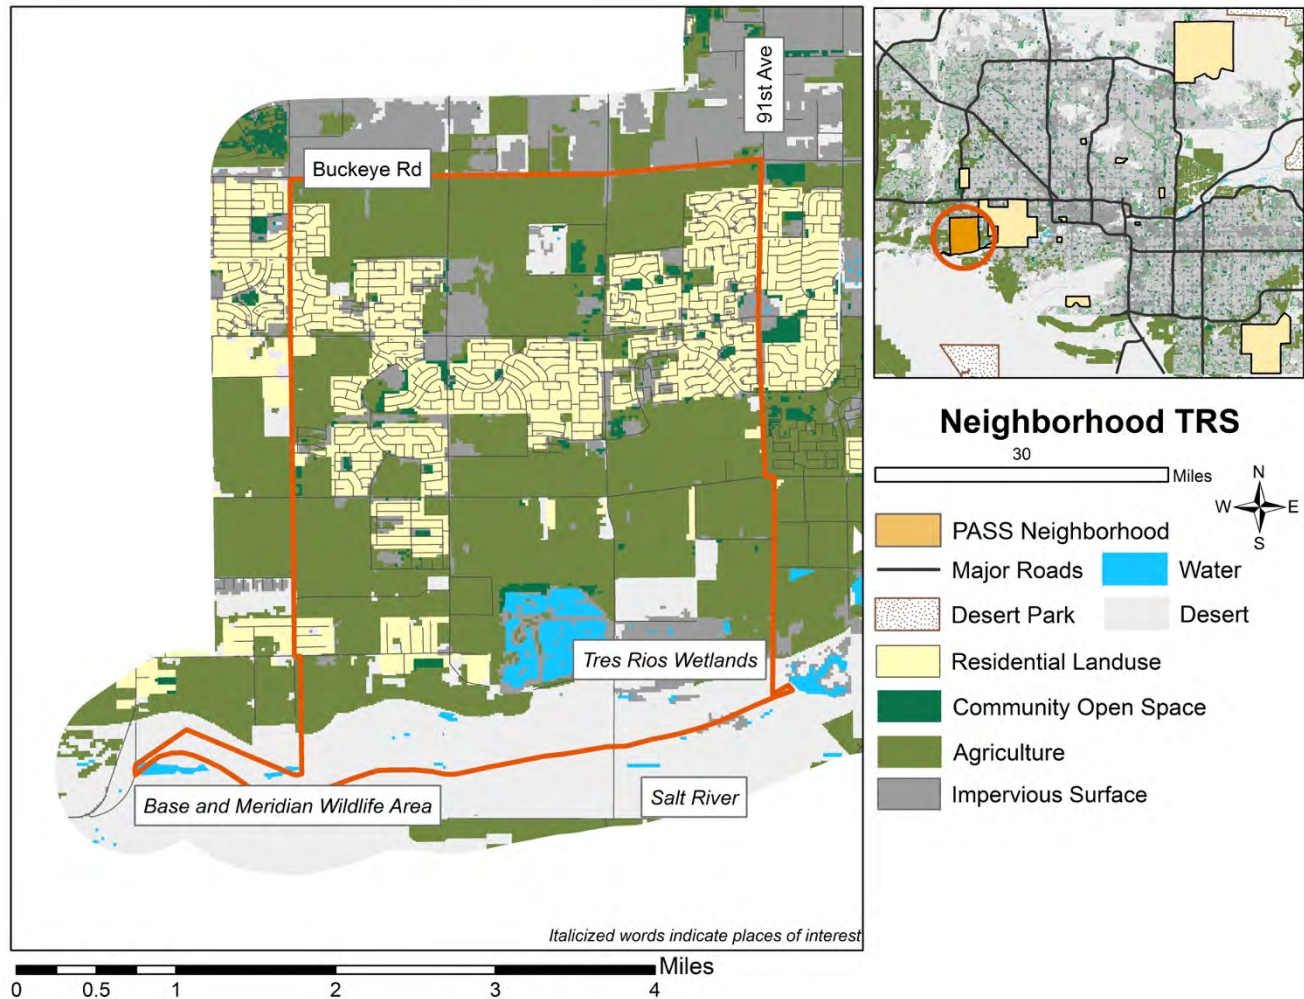 91st Ave
Buckeye Rd
Tres Rios Wetlands
Base and Meridian Wildlife Area
Salt River
Italicized words indicate places of interest
Miles
0 0.5 1 2 3 4
Neighborhood TRS
30
Miles
N
W E
S
PASS Neighborhood
Major Roads Water
Desert Park Desert
Residential Landuse
Community Open Space
Agriculture
Impervious Surface